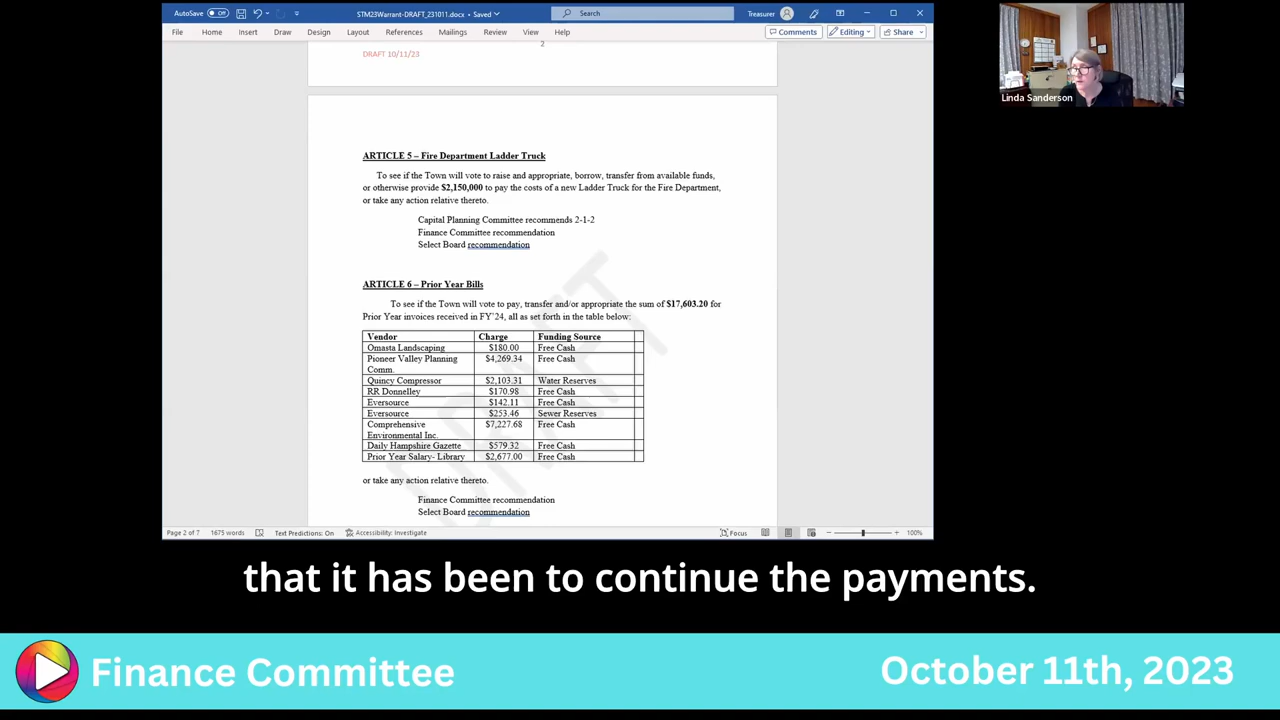 AutoSave Off STM23Warrant-DRAFT_231011.docx • Saved Search Treasurer
File Home Insert Draw Design Layout References Mailings Review View Help Comments Editing Share
2
DRAFT 10/11/23
ARTICLE 5 – Fire Department Ladder Truck
To see if the Town will vote to raise and appropriate, borrow, transfer from available funds,
or otherwise provide $2,150,000 to pay the costs of a new Ladder Truck for the Fire Department,
or take any action relative thereto.
Capital Planning Committee recommends 2-1-2
Finance Committee recommendation
Select Board recommendation
ARTICLE 6 – Prior Year Bills
To see if the Town will vote to pay, transfer and/or appropriate the sum of $17,603.20 for
Prior Year invoices received in FY'24, all as set forth in the table below:
Vendor Charge Funding Source
Omasta Landscaping $180.00 Free Cash
Pioneer Valley Planning $4,269.34 Free Cash
Comm.
Quincy Compressor $2,103.31 Water Reserves
RR Donnelley $170.98 Free Cash
Eversource $142.11 Free Cash
Eversource $253.46 Sewer Reserves
Comprehensive $7,227.68 Free Cash
Environmental Inc.
Daily Hampshire Gazette $579.32 Free Cash
Prior Year Salary- Library $2,677.00 Free Cash
or take any action relative thereto.
Finance Committee recommendation
Select Board recommendation
DRAFT
Page 2 of 7 1675 words Text Predictions: On Accessibility: Investigate Focus 100%
Linda Sanderson
that it has been to continue the payments.
Finance Committee October 11th, 2023